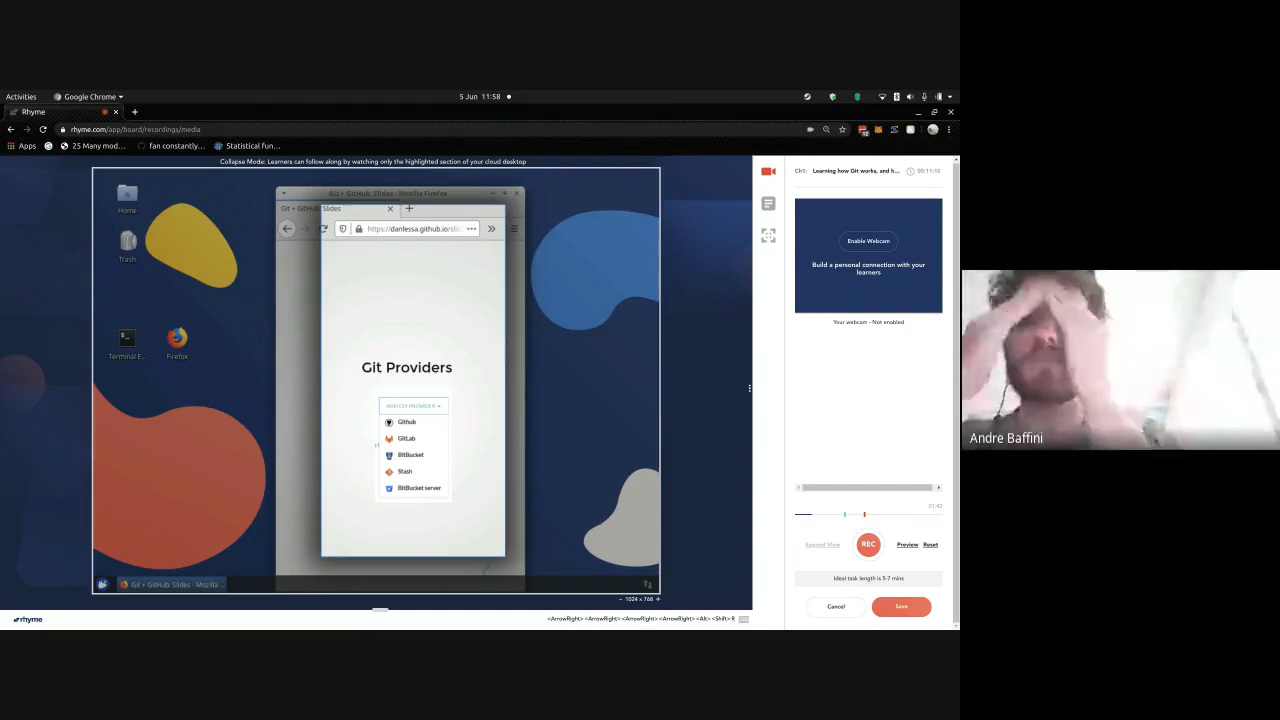 Activities
Google Chrome
5 Jun 11:58
Rhyme
rhyme.com/app/board/recordings/media
Apps
25 Many mod...
fan constantly...
Statistical fun...
Collapse Mode: Learners can follow along by watching only the highlighted section of your cloud desktop
Home
Trash
Terminal E...
Firefox
Git + GitHub: Slides - Mozilla Firefox
Git + GitHub: Slides
https://danlessa.github.io/sli
Git Providers
ADD GIT PROVIDER
Github
GitLab
BitBucket
Stash
BitBucket server
Git + GitHub: Slides - Mozilla ...
- 1024 x 768 +
rhyme
<ArrowRight> <ArrowRight> <ArrowRight> <ArrowRight> <Alt> <Shift> R
Ch1: Learning how Git works, and h... 00:11:10
Enable Webcam
Build a personal connection with your
learners
Your webcam - Not enabled
01:42
Expand View
REC
Preview
Reset
Ideal task length is 5-7 mins
Cancel
Save
Andre Baffini